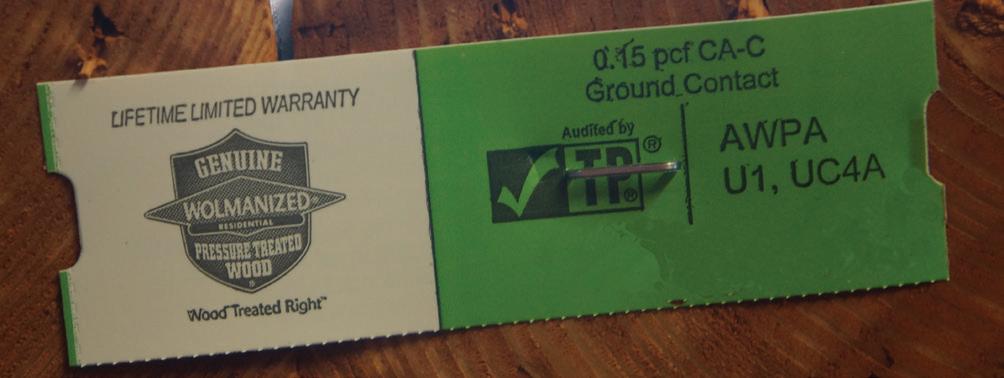 LIFETIME LIMITED WARRANTY
GENUINE
WOLMANIZED®
RESIDENTIAL
PRESSURE TREATED
WOOD
®
Wood Treated Right™
0.15 pcf CA-C
Ground Contact
Audited by
TP®
®
AWPA
U1, UC4A